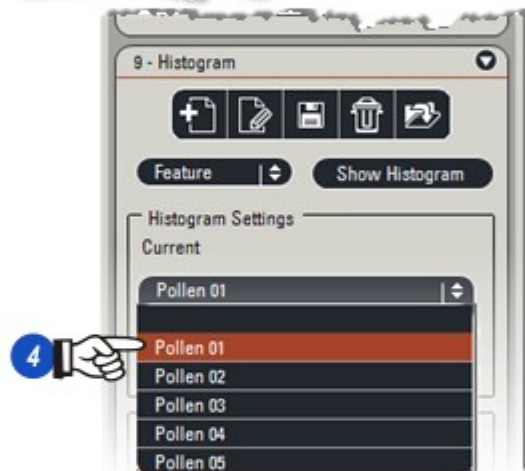 9 - Histogram
Feature
Show Histogram
Histogram Settings
Current
Pollen 01
4
Pollen 01
Pollen 02
Pollen 03
Pollen 04
Pollen 05